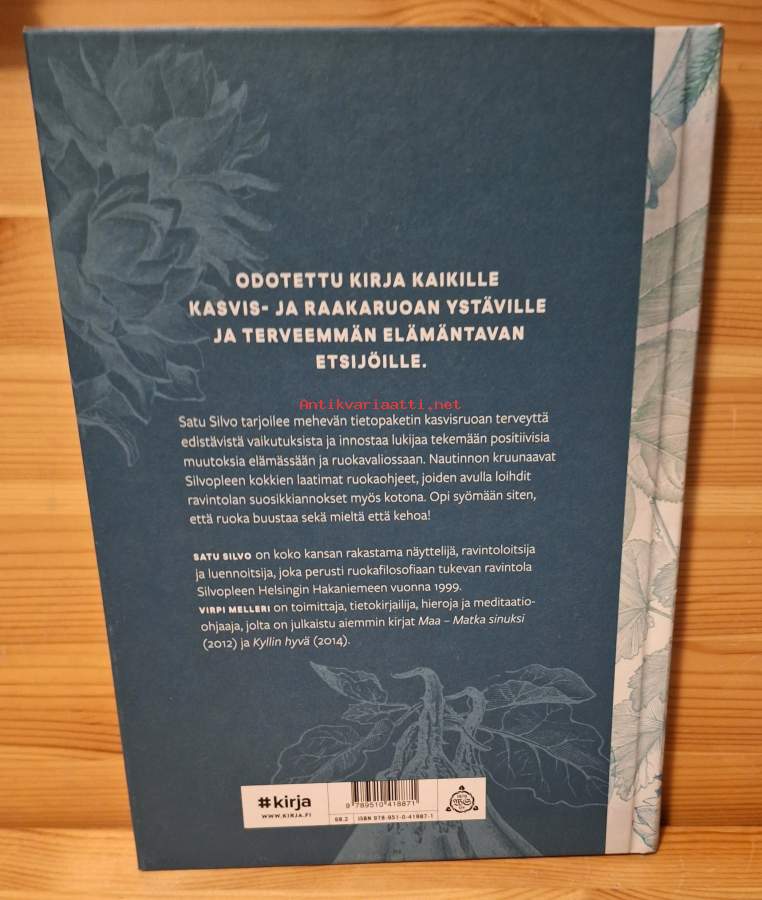 ODOTETTU KIRJA KAIKILLE
KASVIS- JA RAAKARUOAN YSTÄVILLE
JA TERVEEMMÄN ELÄMÄNTAVAN
ETSIJÖILLE.
Antikvariaatti.net
Satu Silvo tarjoilee mehevän tietopaketin kasvisruoan terveyttä
edistävistä vaikutuksista ja innostaa lukijaa tekemään positiivisia
muutoksia elämässään ja ruokavaliossaan. Nautinnon kruunaavat
Silvopleen kokkien laatimat ruokaohjeet, joiden avulla loihdit
ravintolan suosikkiannokset myös kotona. Opi syömään siten,
että ruoka buustaa sekä mieltä että kehoa!
SATU SILVO on koko kansan rakastama näyttelijä, ravintoloitsija
ja luennoitsija, joka perusti ruokafilosofiaan tukevan ravintola
Silvopleen Helsingin Hakaniemeen vuonna 1999.
VIRPI MELLERI on toimittaja, tietokirjailija, hieroja ja meditaatio-
ohjaaja, jolta on julkaistu aiemmin kirjat Maa – Matka sinuksi
(2012) ja Kyllin hyvä (2014).
#kirja
WWW.KIRJA.FI
9 789510 418871
68.2 ISBN 978-951-0-41887-1